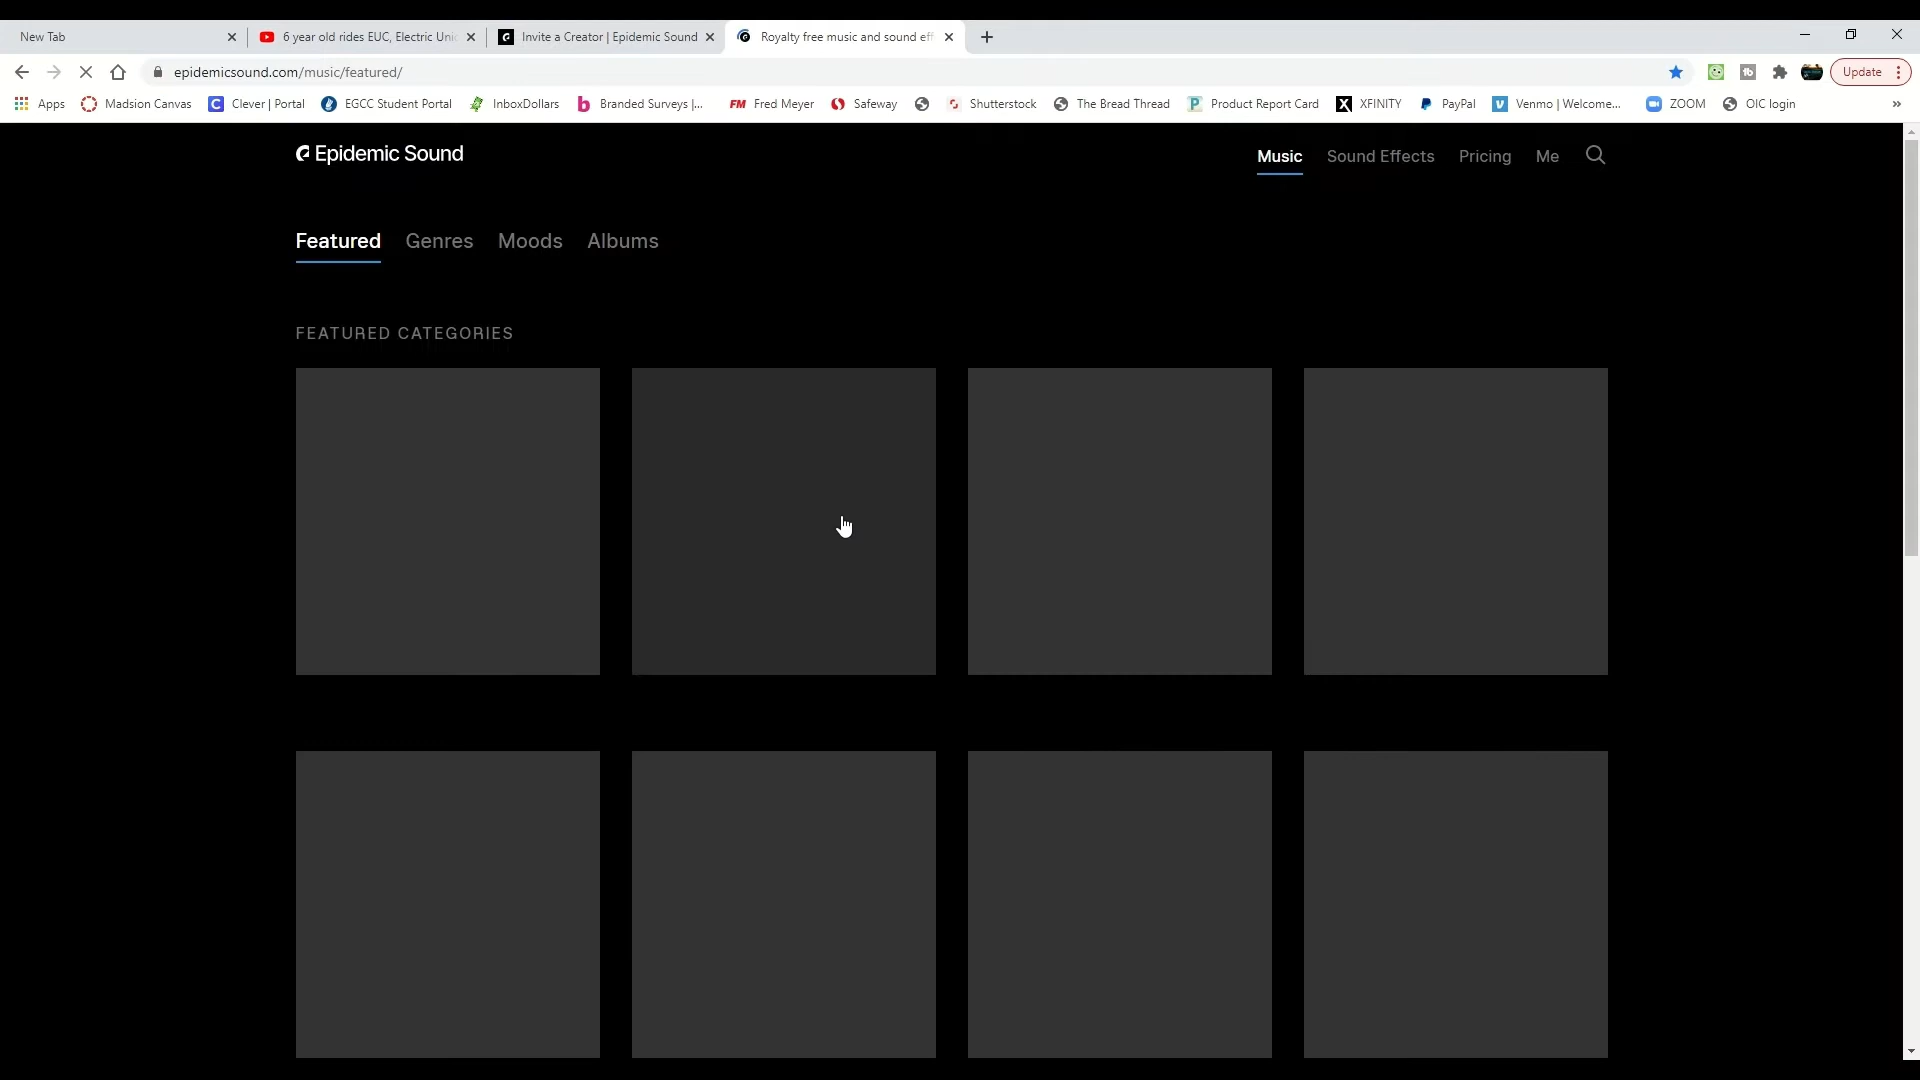 New Tab
6 year old rides EUC, Electric Unic
Invite a Creator | Epidemic Sound
Royalty free music and sound eff
epidemicsound.com/music/featured/
Update
Apps
Madsion Canvas
Clever | Portal
EGCC Student Portal
InboxDollars
Branded Surveys |...
FM Fred Meyer
Safeway
Shutterstock
The Bread Thread
Product Report Card
XFINITY
PayPal
Venmo | Welcome...
ZOOM
OIC login
Epidemic Sound
Music
Sound Effects
Pricing
Me
Featured
Genres
Moods
Albums
FEATURED CATEGORIES